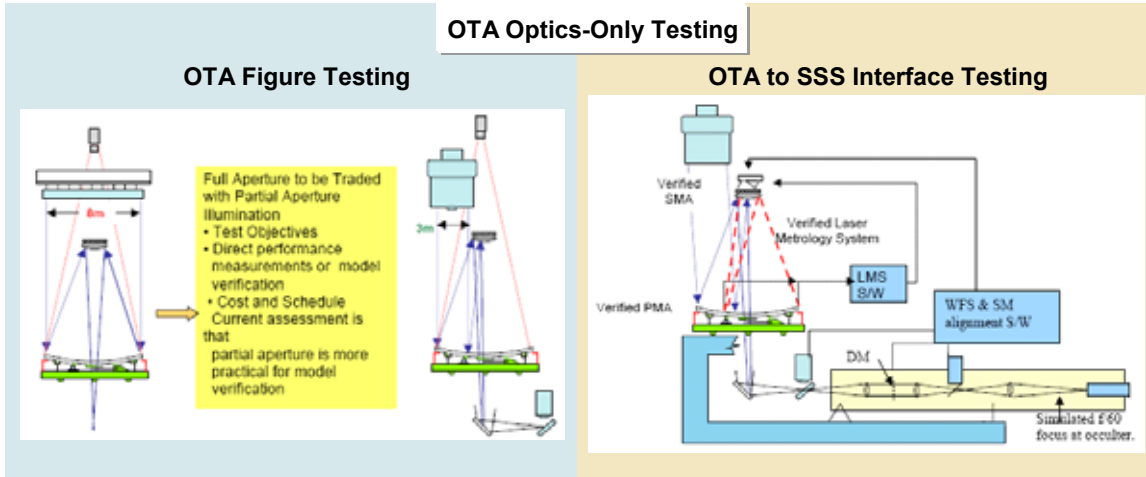 OTA Optics-Only Testing
OTA Figure Testing
8m
Full Aperture to be Traded
with Partial Aperture
Illumination
• Test Objectives
• Direct performance
measurements or model
verification
• Cost and Schedule
Current assessment is
that
partial aperture is more
practical for model
verification
3m
OTA to SSS Interface Testing
Verified
SMA
Verified Laser
Metrology System
LMS
S/W
Verified PMA
WFS & SM
alignment S/W
DM
Simulated f/60
focus at occulter.